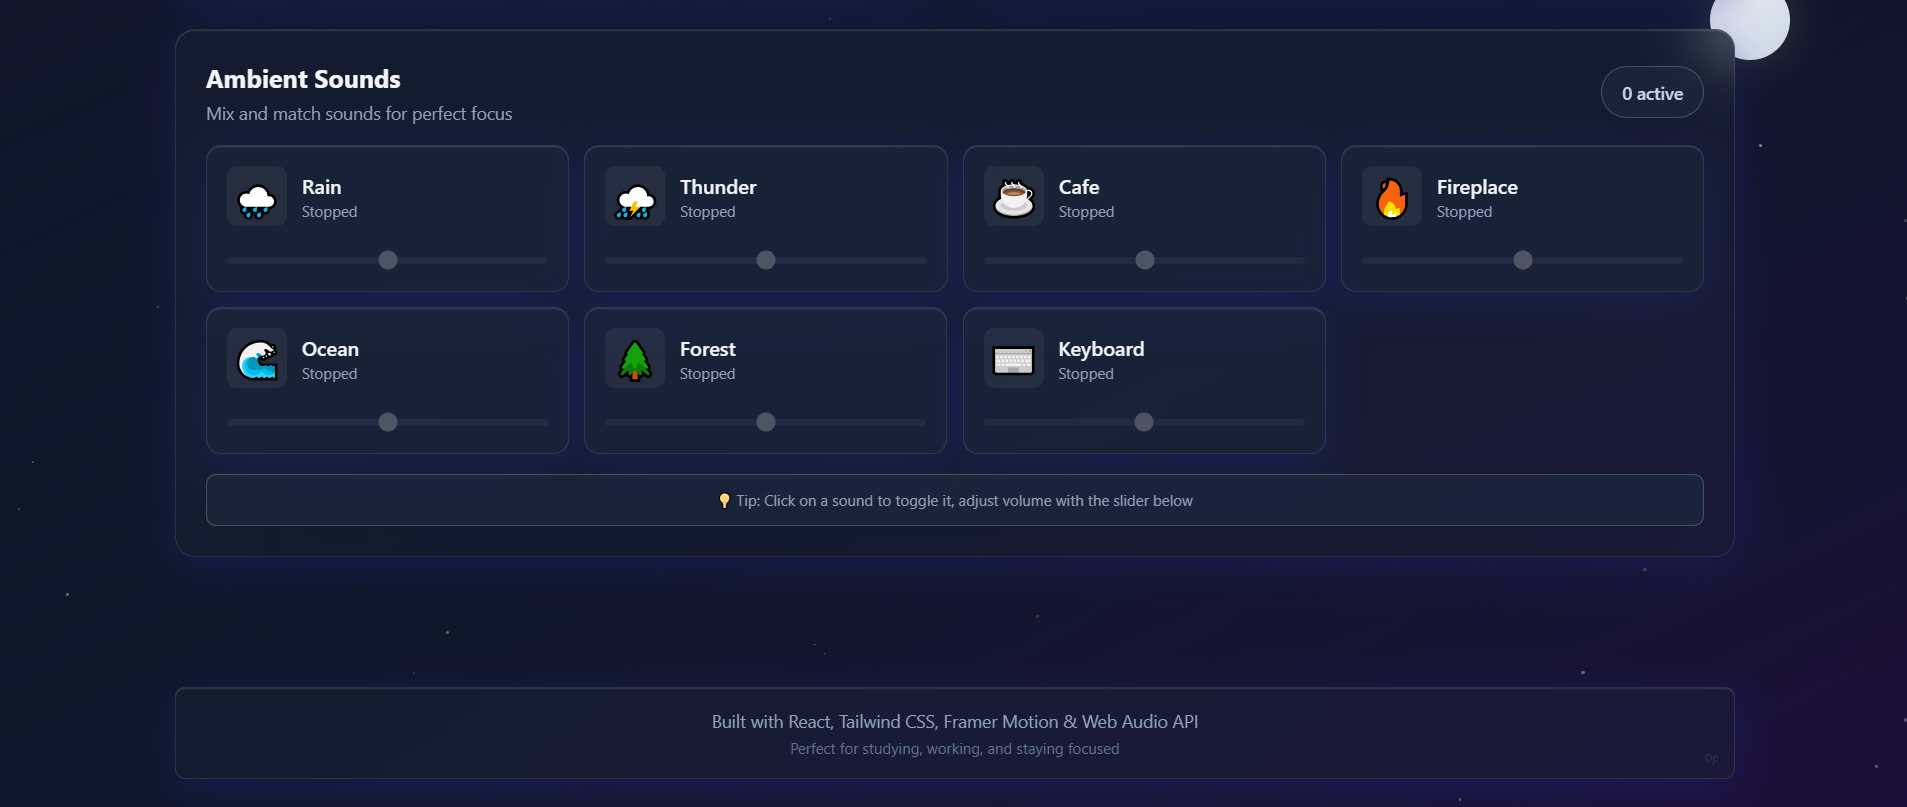 Ambient Sounds
Mix and match sounds for perfect focus
0 active
Rain
Stopped
Thunder
Stopped
Cafe
Stopped
Fireplace
Stopped
Ocean
Stopped
Forest
Stopped
Keyboard
Stopped
Tip: Click on a sound to toggle it, adjust volume with the slider below
Built with React, Tailwind CSS, Framer Motion & Web Audio API
Perfect for studying, working, and staying focused
Dp